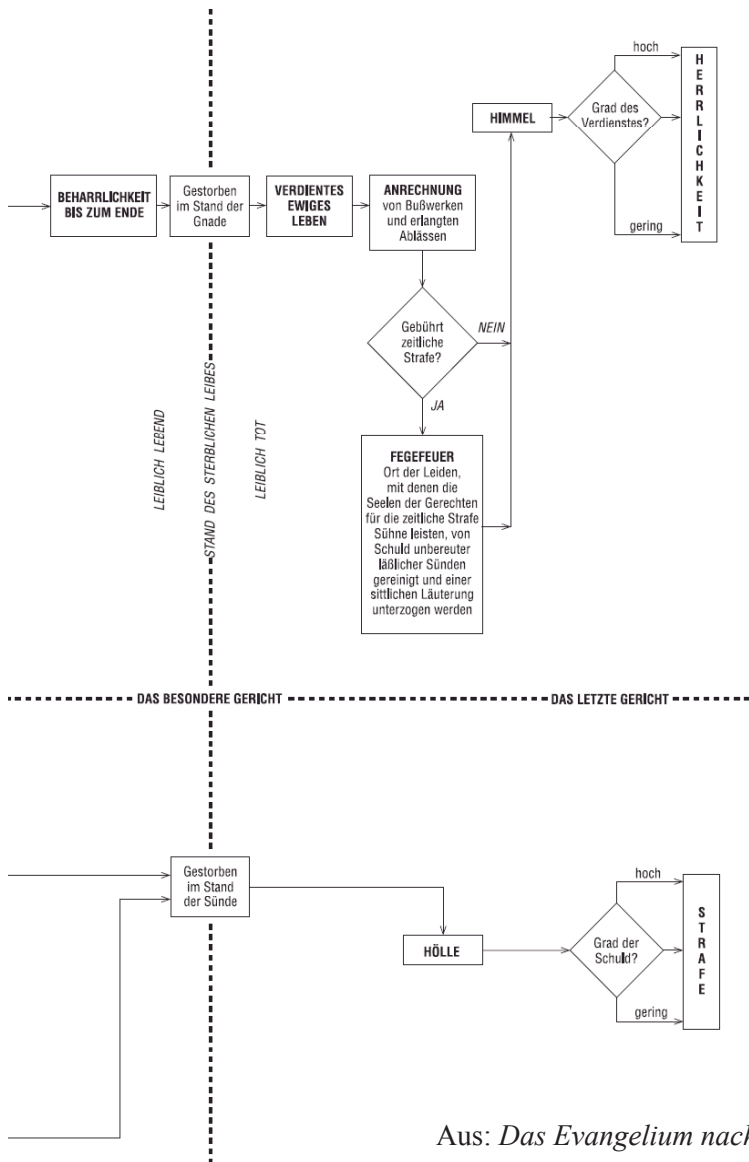 hoch
HIMMEL
Grad des
Verdienstes?
gering
HERRLICHKEIT
BEHARRLICHKEIT
BIS ZUM ENDE
Gestorben
im Stand der
Gnade
VERDIENTES
EWIGES
LEBEN
ANRECHNUNG
von Bußwerken
und erlangten
Ablässen
Gebührt
zeitliche
Strafe?
NEIN
JA
LEIBLICH LEBEND
STAND DES STERBLICHEN LEIBES
LEIBLICH TOT
FEGEFEUER
Ort der Leiden,
mit denen die
Seelen der Gerechten
für die zeitliche Strafe
Sühne leisten, von
Schuld unbereuter
läßlicher Sünden
gereinigt und einer
sittlichen Läuterung
unterzogen werden
DAS BESONDERE GERICHT
DAS LETZTE GERICHT
Gestorben
im Stand
der Sünde
HÖLLE
hoch
Grad der
Schuld?
gering
STRAFE
Aus: Das Evangelium nach